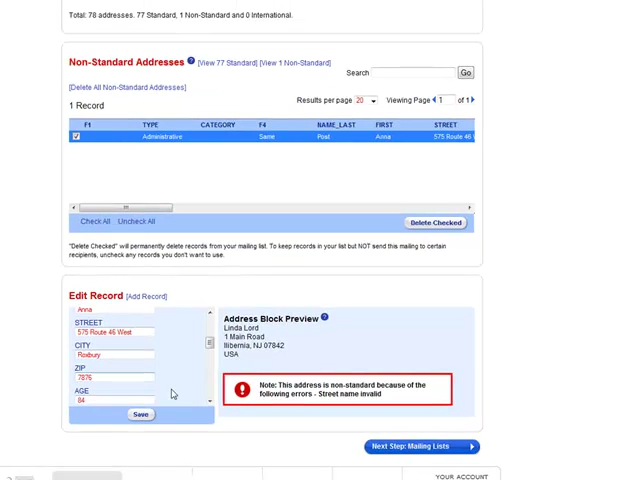 Total: 78 addresses. 77 Standard, 1 Non-Standard and 0 International.
Non-Standard Addresses ? [View 77 Standard] [View 1 Non-Standard]
Search Go
[Delete All Non-Standard Addresses]
1 Record Results per page 20 Viewing Page 1 of 1
F1 TYPE CATEGORY F4 NAME_LAST FIRST STREET
Administrative Same Post Anna 575 Route 46 W
Check All Uncheck All Delete Checked
"Delete Checked" will permanently delete records from your mailing list. To keep records in your list but NOT send this mailing to certain
recipients, uncheck any records you don't want to use.
Edit Record [Add Record]
Anna
STREET
575 Route 46 West
CITY
Roxbury
ZIP
7876
AGE
84
Save
Address Block Preview ?
Linda Lord
1 Main Road
Ilibernia, NJ 07842
USA
Note: This address is non-standard because of the
following errors - Street name invalid
Next Step: Mailing Lists
YOUR ACCOUNT